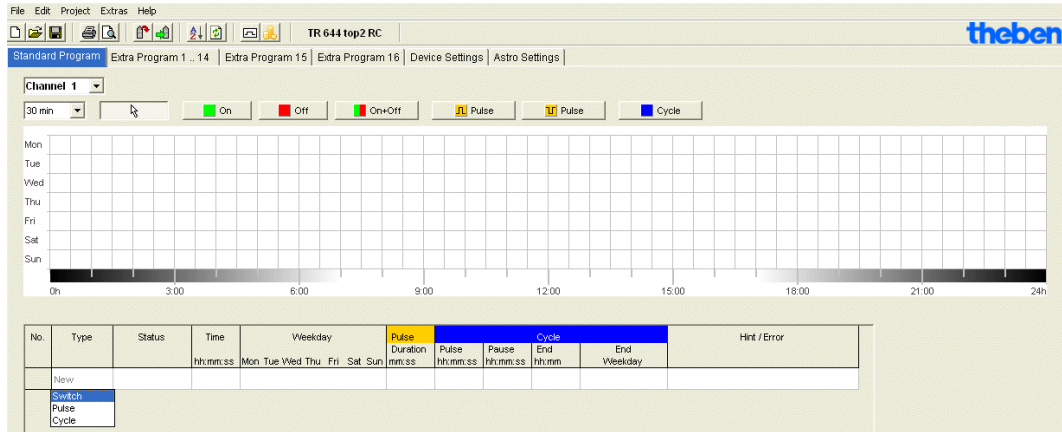 File Edit Project Extras Help
TR 644 top2 RC
theben
Standard Program Extra Program 1 .. 14 Extra Program 15 Extra Program 16 Device Settings Astro Settings
Channel 1
30 min On Off On+Off Pulse Pulse Cycle
Mon
Tue
Wed
Thu
Fri
Sat
Sun
0h 3:00 6:00 9:00 12:00 15:00 18:00 21:00 24h
No. Type Status Time Weekday Pulse Cycle Hint / Error
Duration Pulse Pause End End
hh:mm:ss Mon Tue Wed Thu Fri Sat Sun mm:ss hh:mm:ss hh:mm:ss hh:mm Weekday
New
Switch
Pulse
Cycle